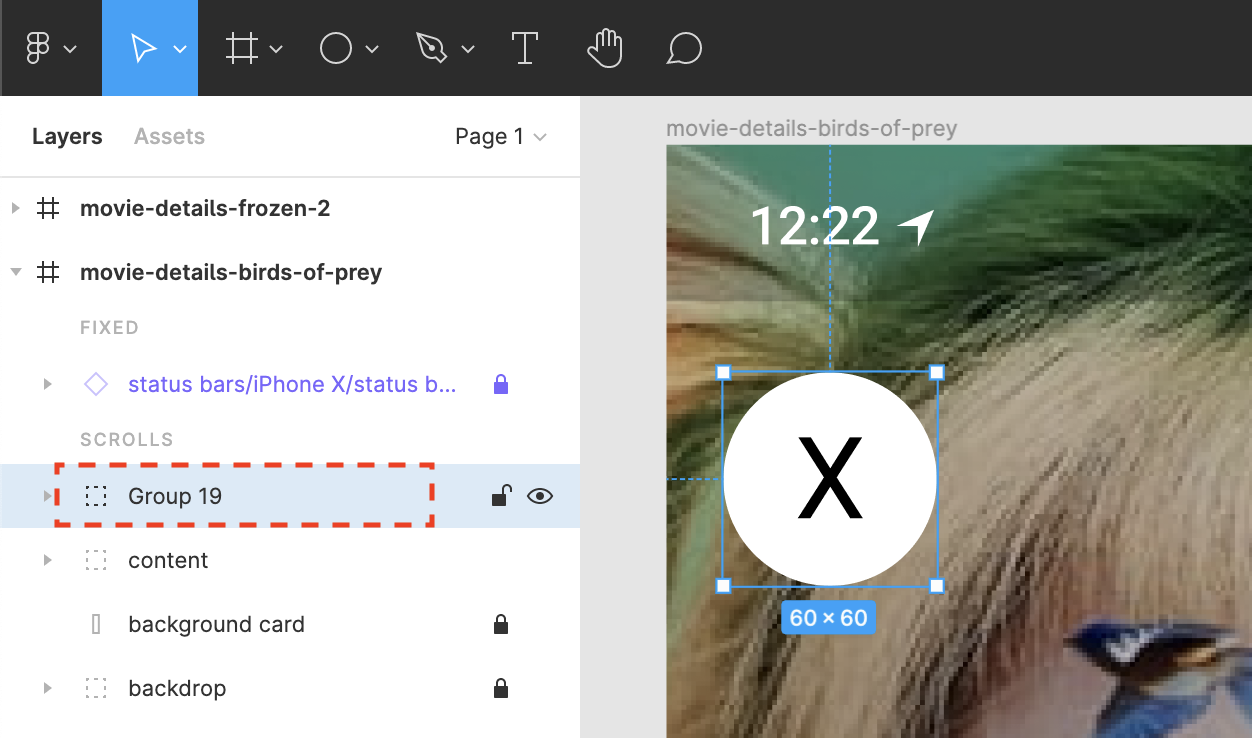 Layers Assets Page 1
movie-details-frozen-2
movie-details-birds-of-prey
FIXED
status bars/iPhone X/status b...
SCROLLS
Group 19
content
background card
backdrop
movie-details-birds-of-prey
12:22
X
60 × 60